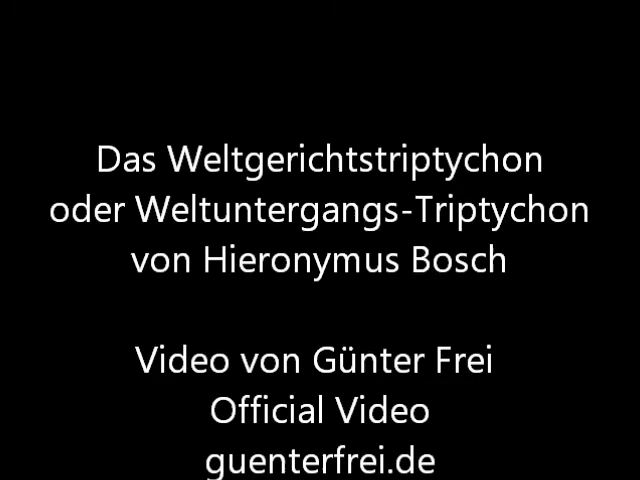 Das Weltgerichtstriptychon
oder Weltuntergangs-Triptychon
von Hieronymus Bosch
Video von Günter Frei
Official Video
guenterfrei.de